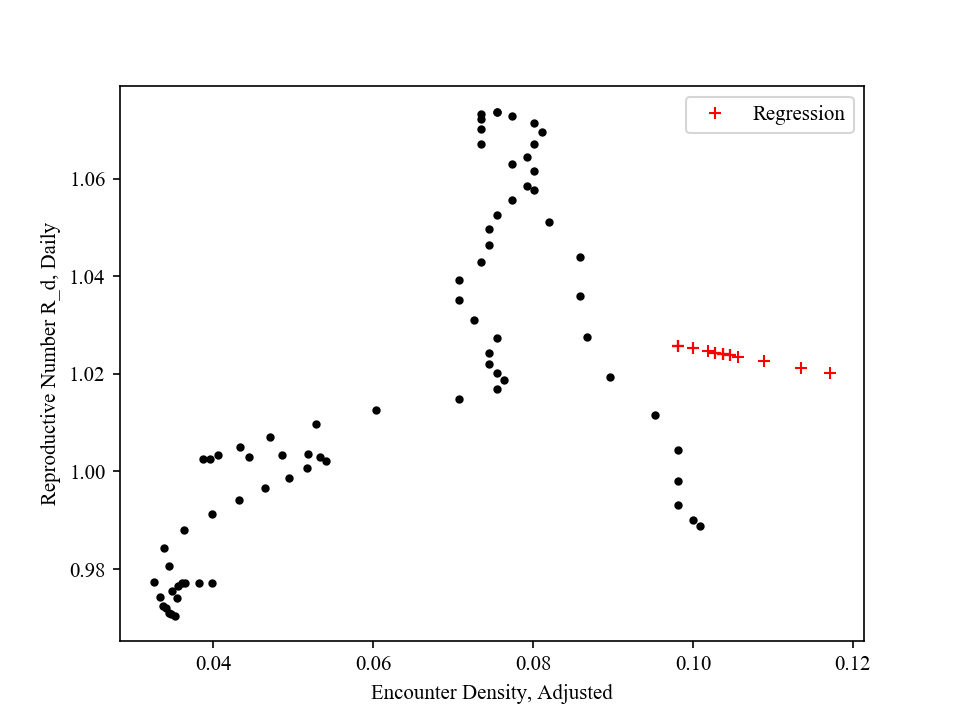 Regression
Reproductive Number R_d, Daily
1.06
1.04
1.02
1.00
0.98
0.04 0.06 0.08 0.10 0.12
Encounter Density, Adjusted